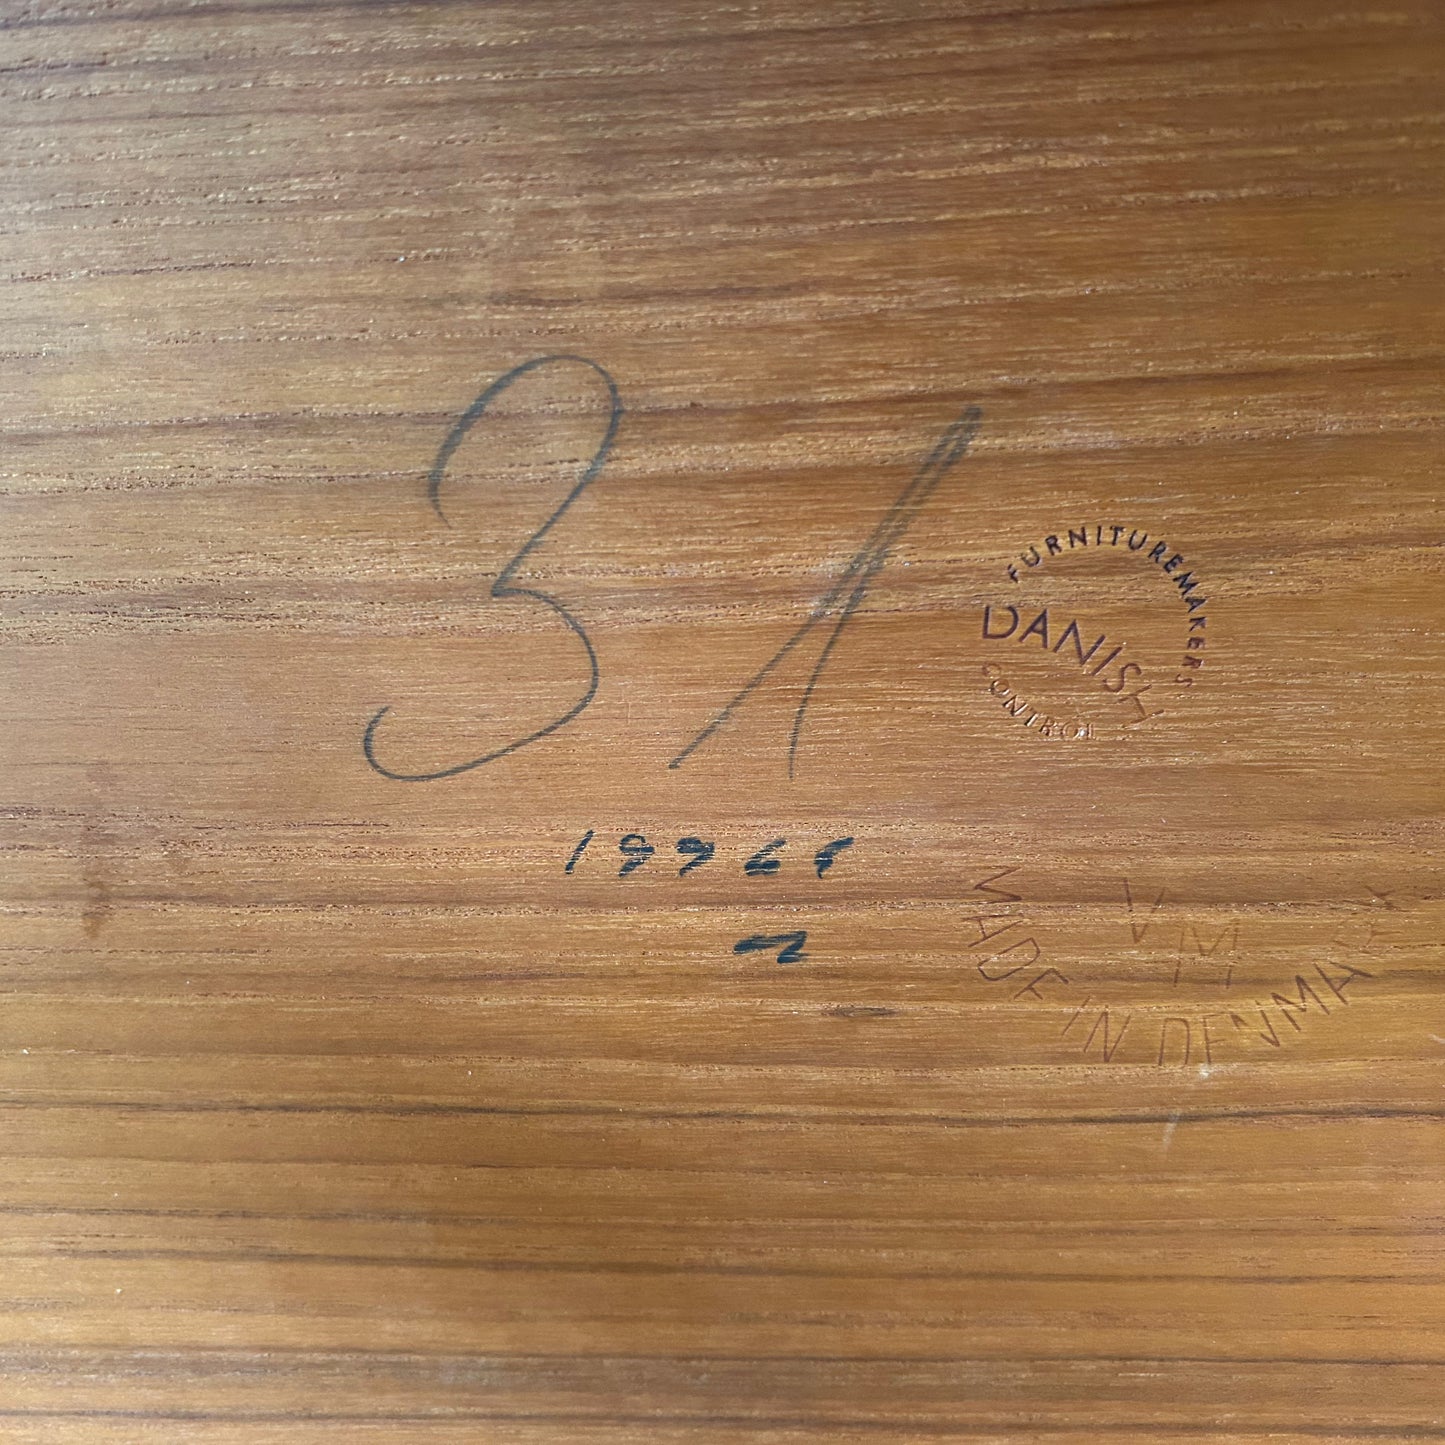 31
FURNITUREMAKERS
DANISH
CONTROL
VM
MADE IN DENMARK